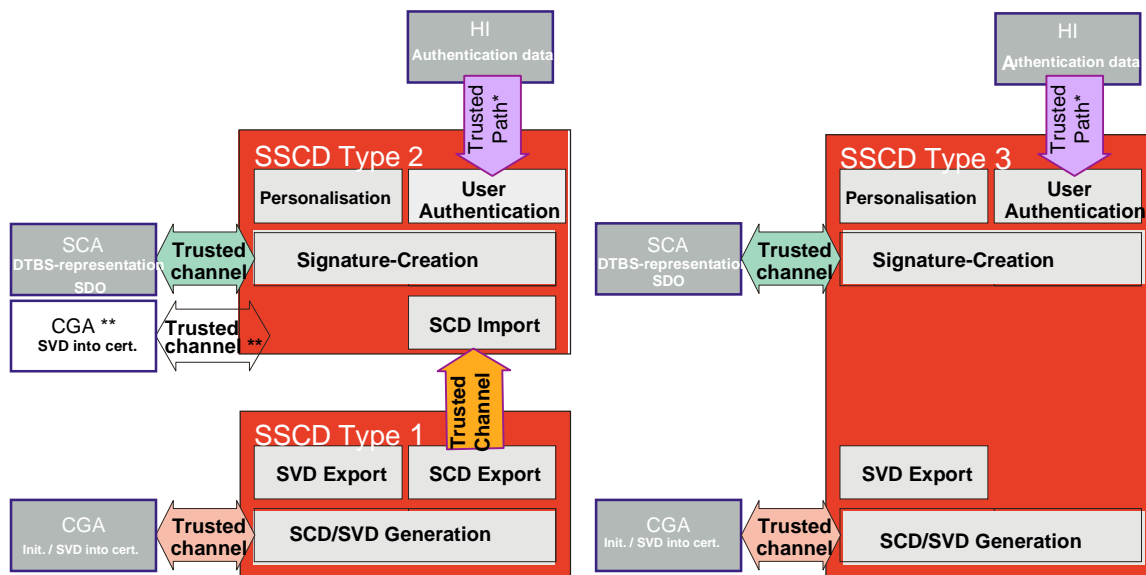 HI
Authentication data
Trusted
Path*
SSCD Type 2
Personalisation
User
Authentication
SCA
DTBS-representation
SDO
Trusted
channel
Signature-Creation
CGA **
SVD into cert.
Trusted
channel **
SCD Import
Trusted
Channel
SSCD Type 1
SVD Export
SCD Export
CGA
Init. / SVD into cert.
Trusted
channel
SCD/SVD Generation
HI
Authentication data
Trusted
Path*
SSCD Type 3
Personalisation
User
Authentication
SCA
DTBS-representation
SDO
Trusted
channel
Signature-Creation
SVD Export
CGA
Init. / SVD into cert.
Trusted
channel
SCD/SVD Generation